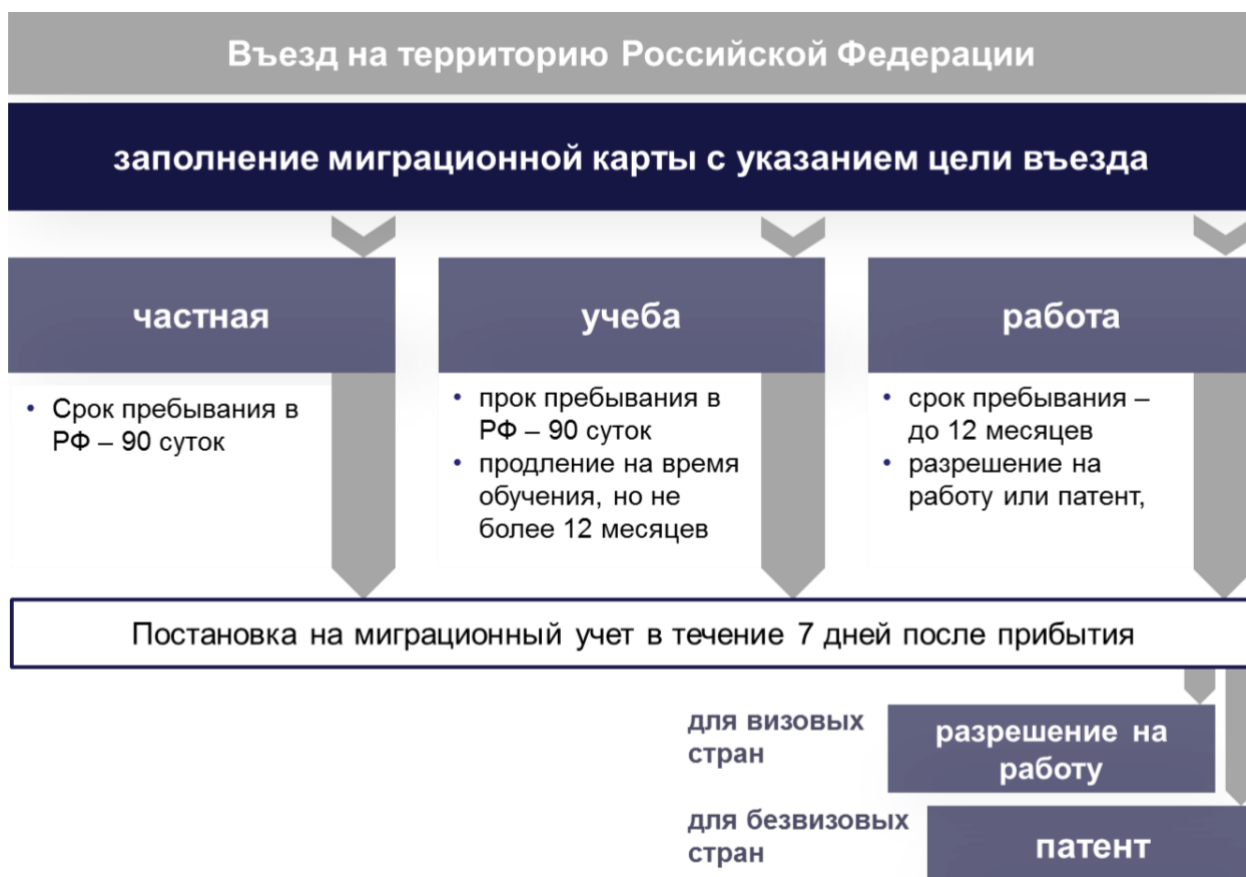 Въезд на территорию Российской Федерации
заполнение миграционной карты с указанием цели въезда
частная
• Срок пребывания в
РФ – 90 суток
учеба
• прок пребывания в
РФ – 90 суток
• продление на время
обучения, но не
более 12 месяцев
работа
• срок пребывания –
до 12 месяцев
• разрешение на
работу или патент,
Постановка на миграционный учет в течение 7 дней после прибытия
для визовых
стран
разрешение на
работу
для безвизовых
стран
патент